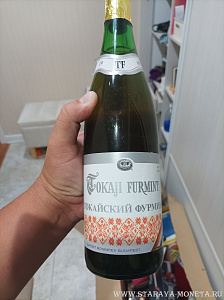 TF
TOKAJI FURMINT
ТОКАЙСКИЙ ФУРМИНТ
WWW.STARAYA-MONETA.RU